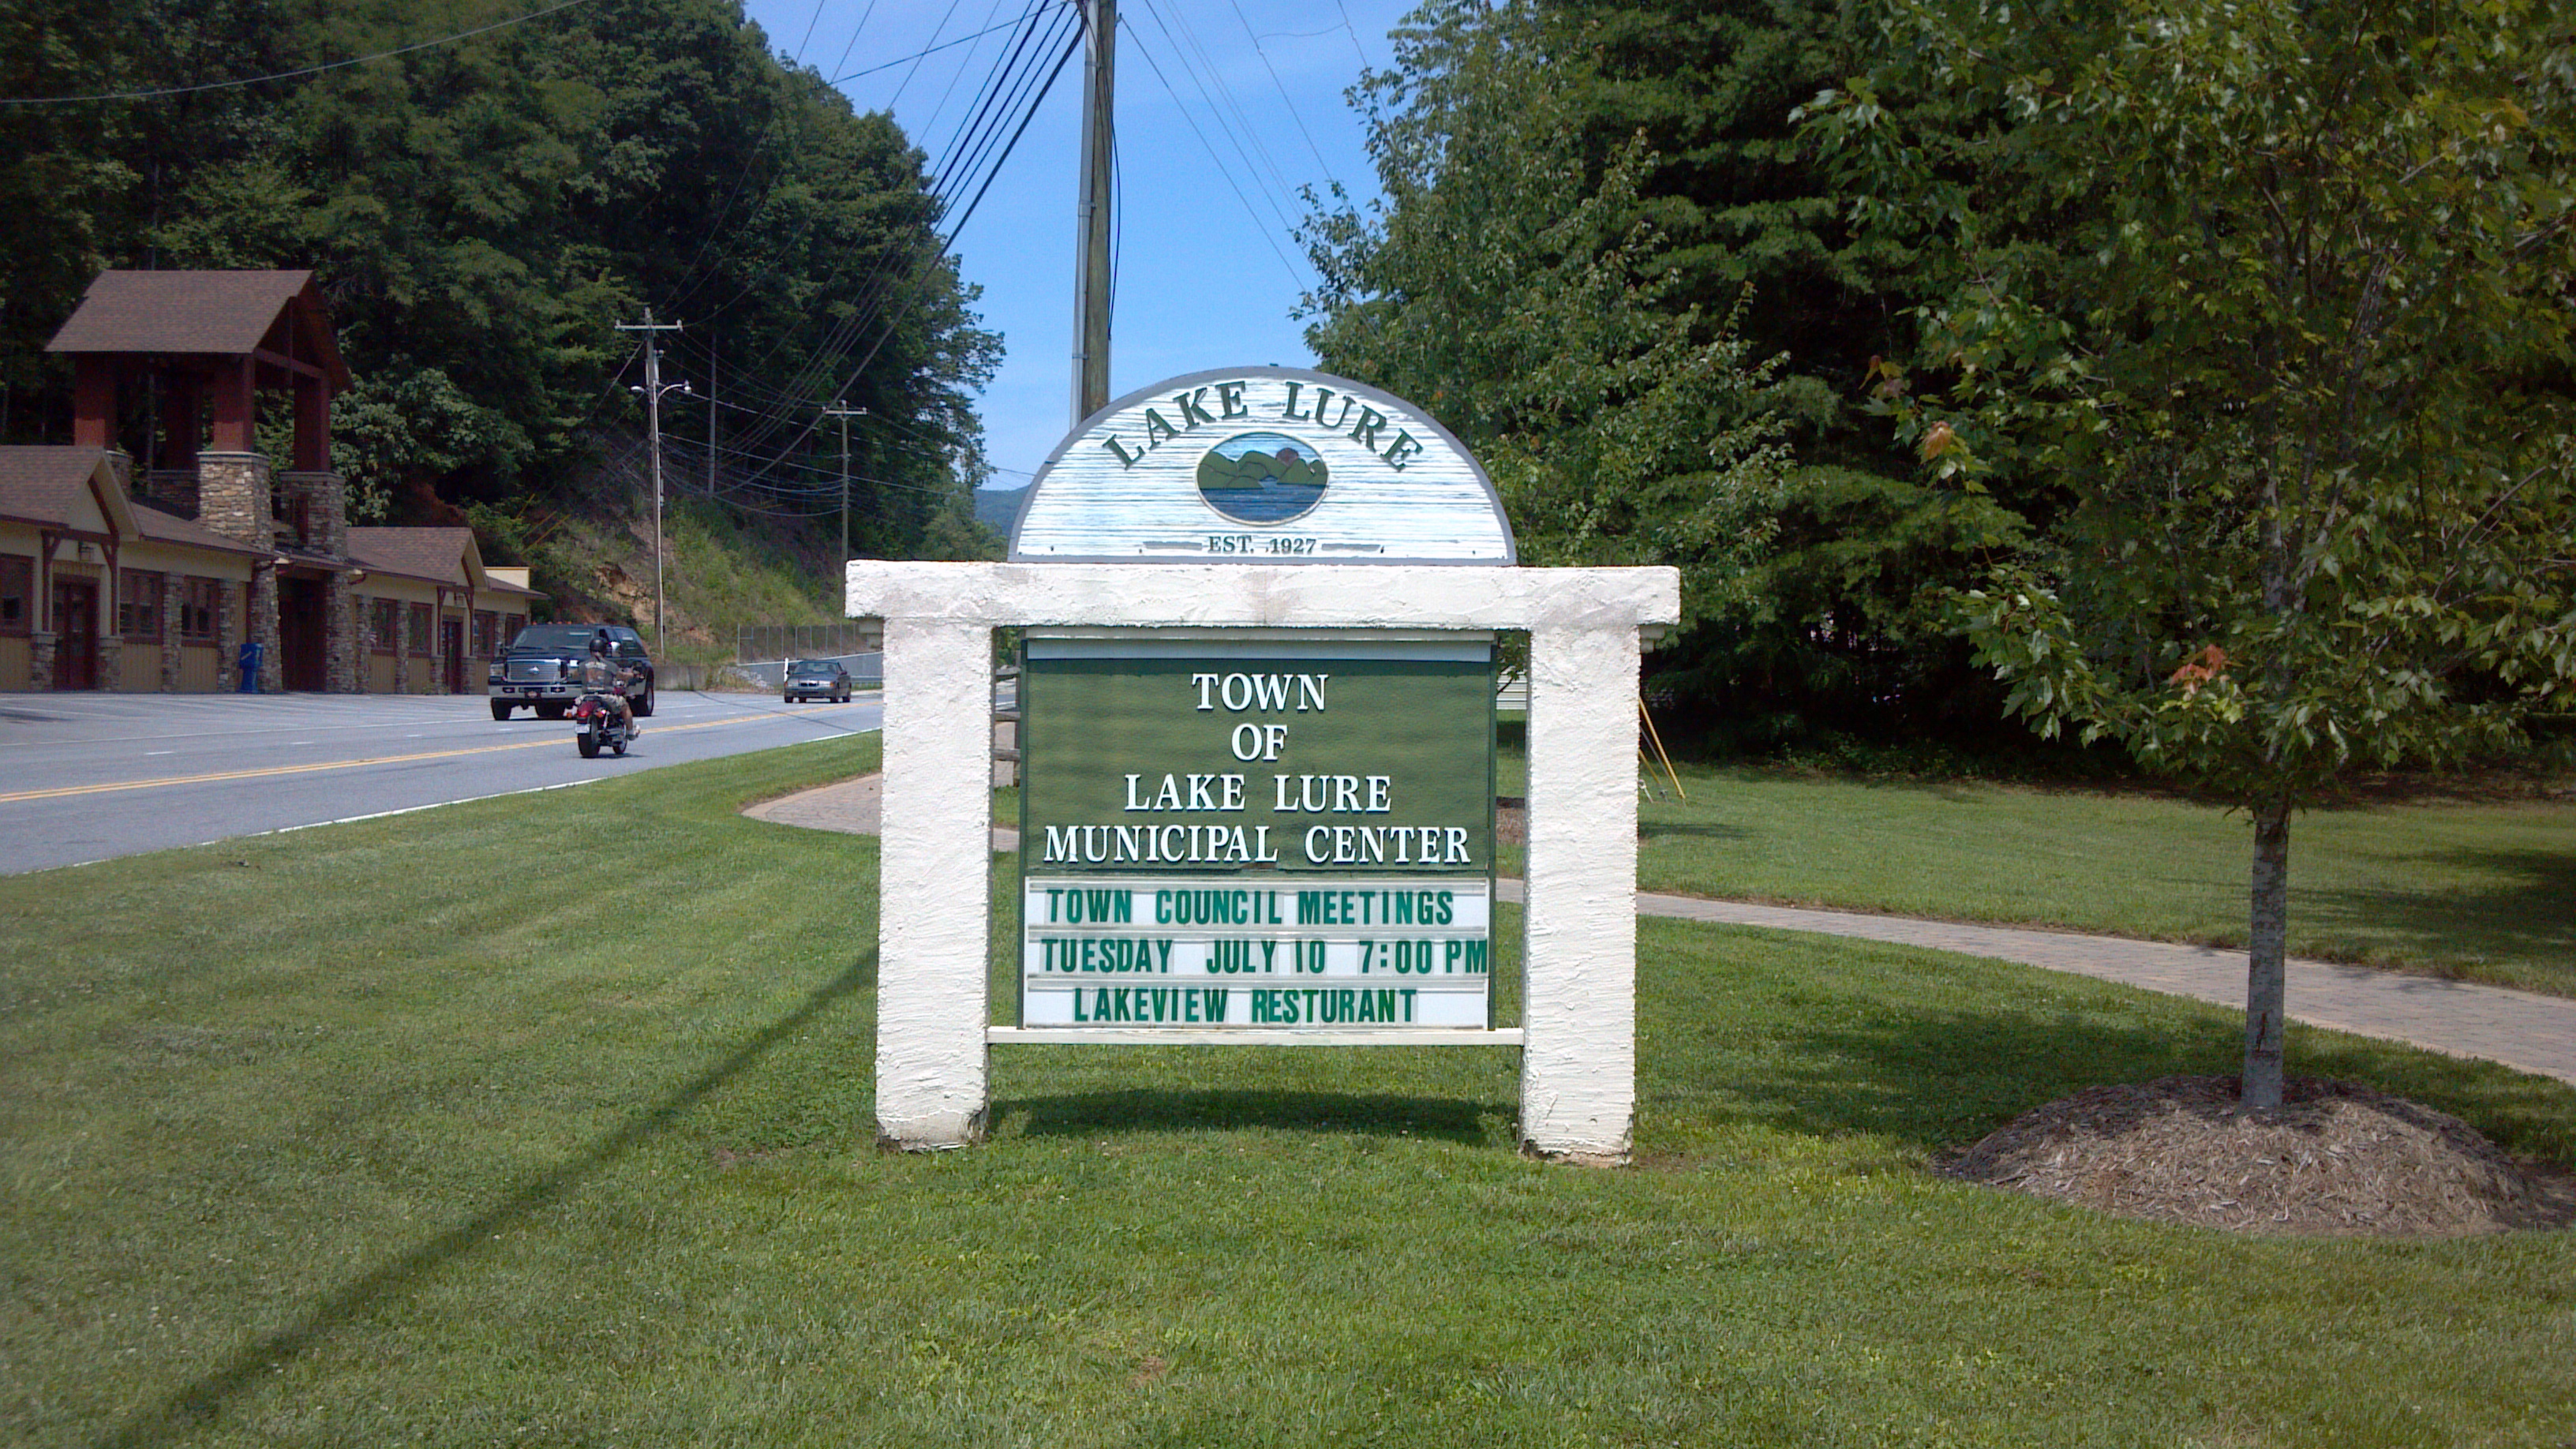 LAKE LURE
EST. 1927
TOWN
OF
LAKE LURE
MUNICIPAL CENTER
TOWN COUNCIL MEETINGS
TUESDAY JULY 10 7:00 PM
LAKEVIEW RESTURANT